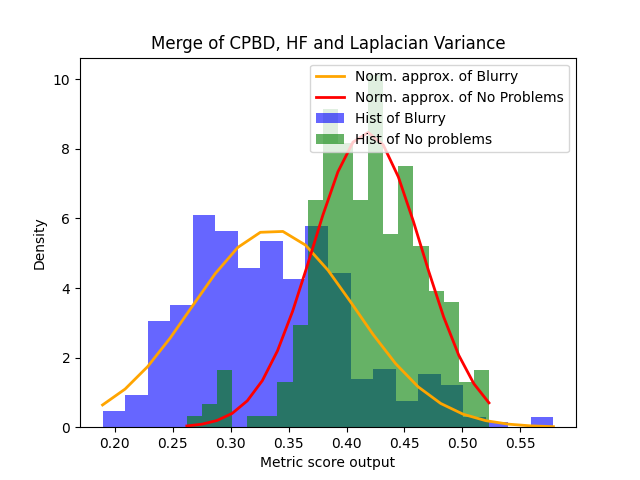 Merge of CPBD, HF and Laplacian Variance
Norm. approx. of Blurry
Norm. approx. of No Problems
Hist of Blurry
Hist of No problems
Density
10
8
6
4
2
0
0.20 0.25 0.30 0.35 0.40 0.45 0.50 0.55
Metric score output